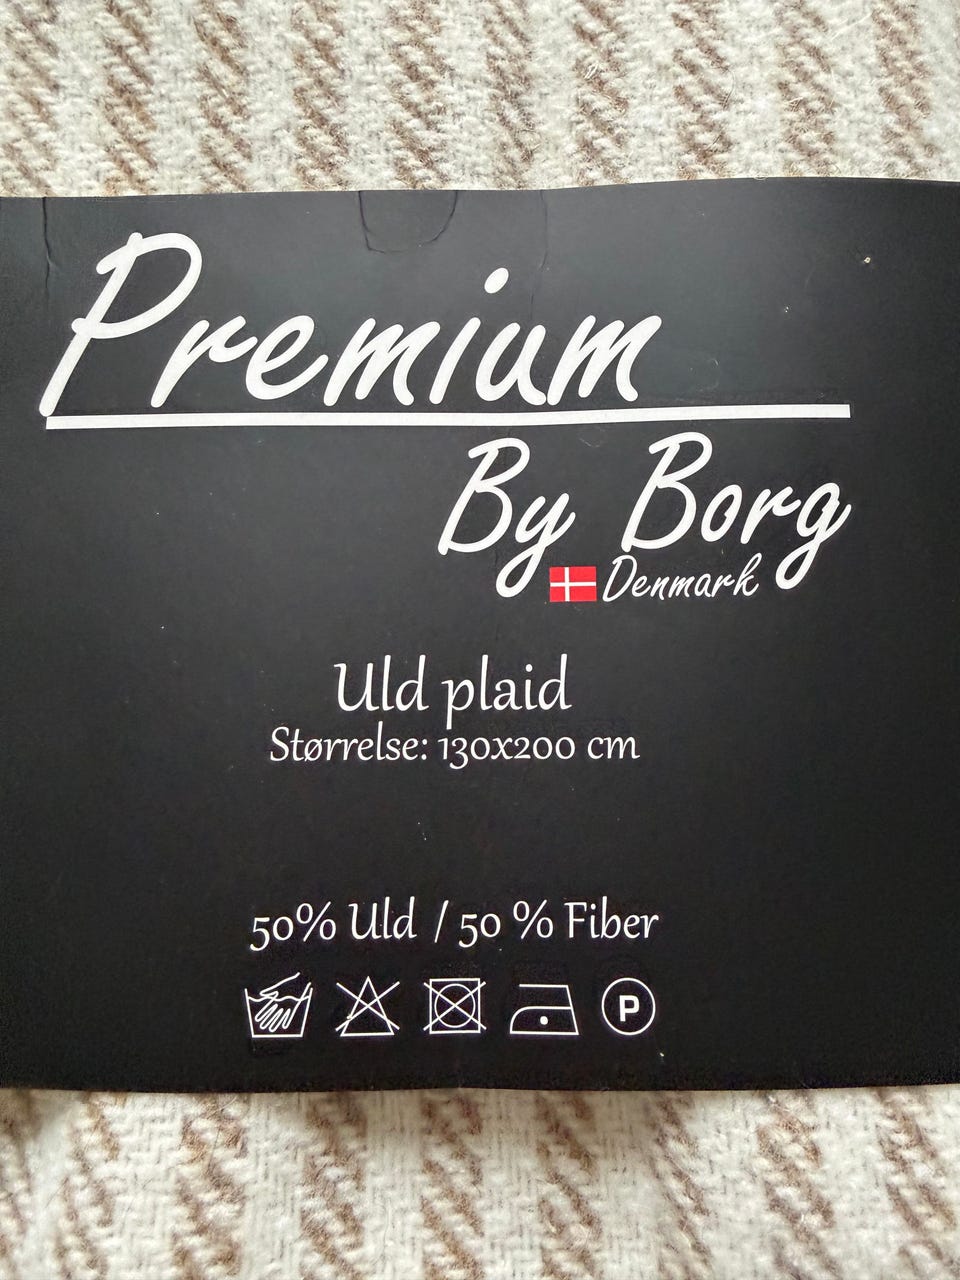 Premium
By Borg
Denmark
Uld plaid
Størrelse: 130x200 cm
50% Uld / 50 % Fiber
P